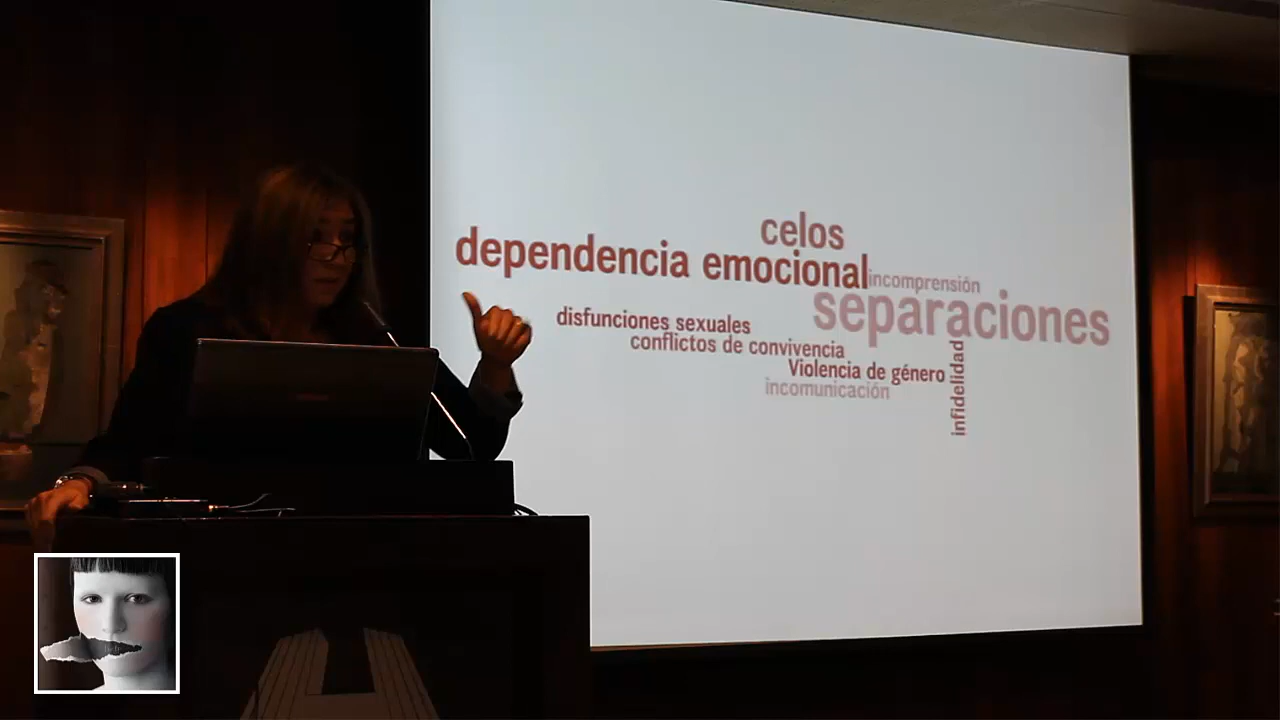 celos
dependencia emocional
incomprensión
separaciones
disfunciones sexuales
conflictos de convivencia
Violencia de género
incomunicación
infidelidad